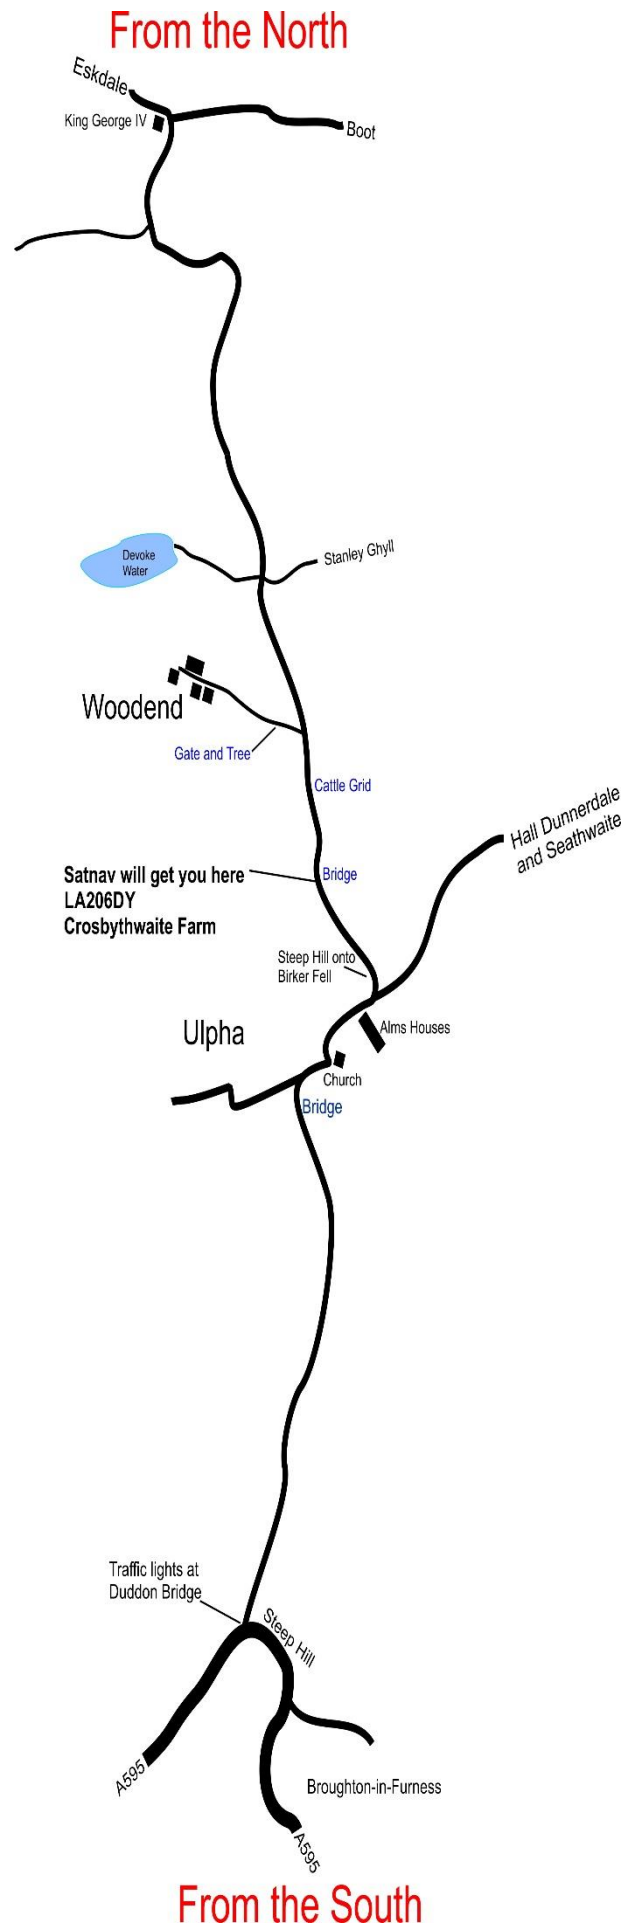 From the North
Eskdale
King George IV
Boot
Devoke
Water
Stanley Ghyll
Woodend
Gate and Tree
Cattle Grid
Hall Dunnerdale
and Seathwaite
Satnav will get you here
LA206DY
Crosbythwaite Farm
Bridge
Steep Hill onto
Birker Fell
Ulpha
Alms Houses
Church
Bridge
Traffic lights at
Duddon Bridge
Steep Hill
A595
Broughton-in-Furness
A595
From the South